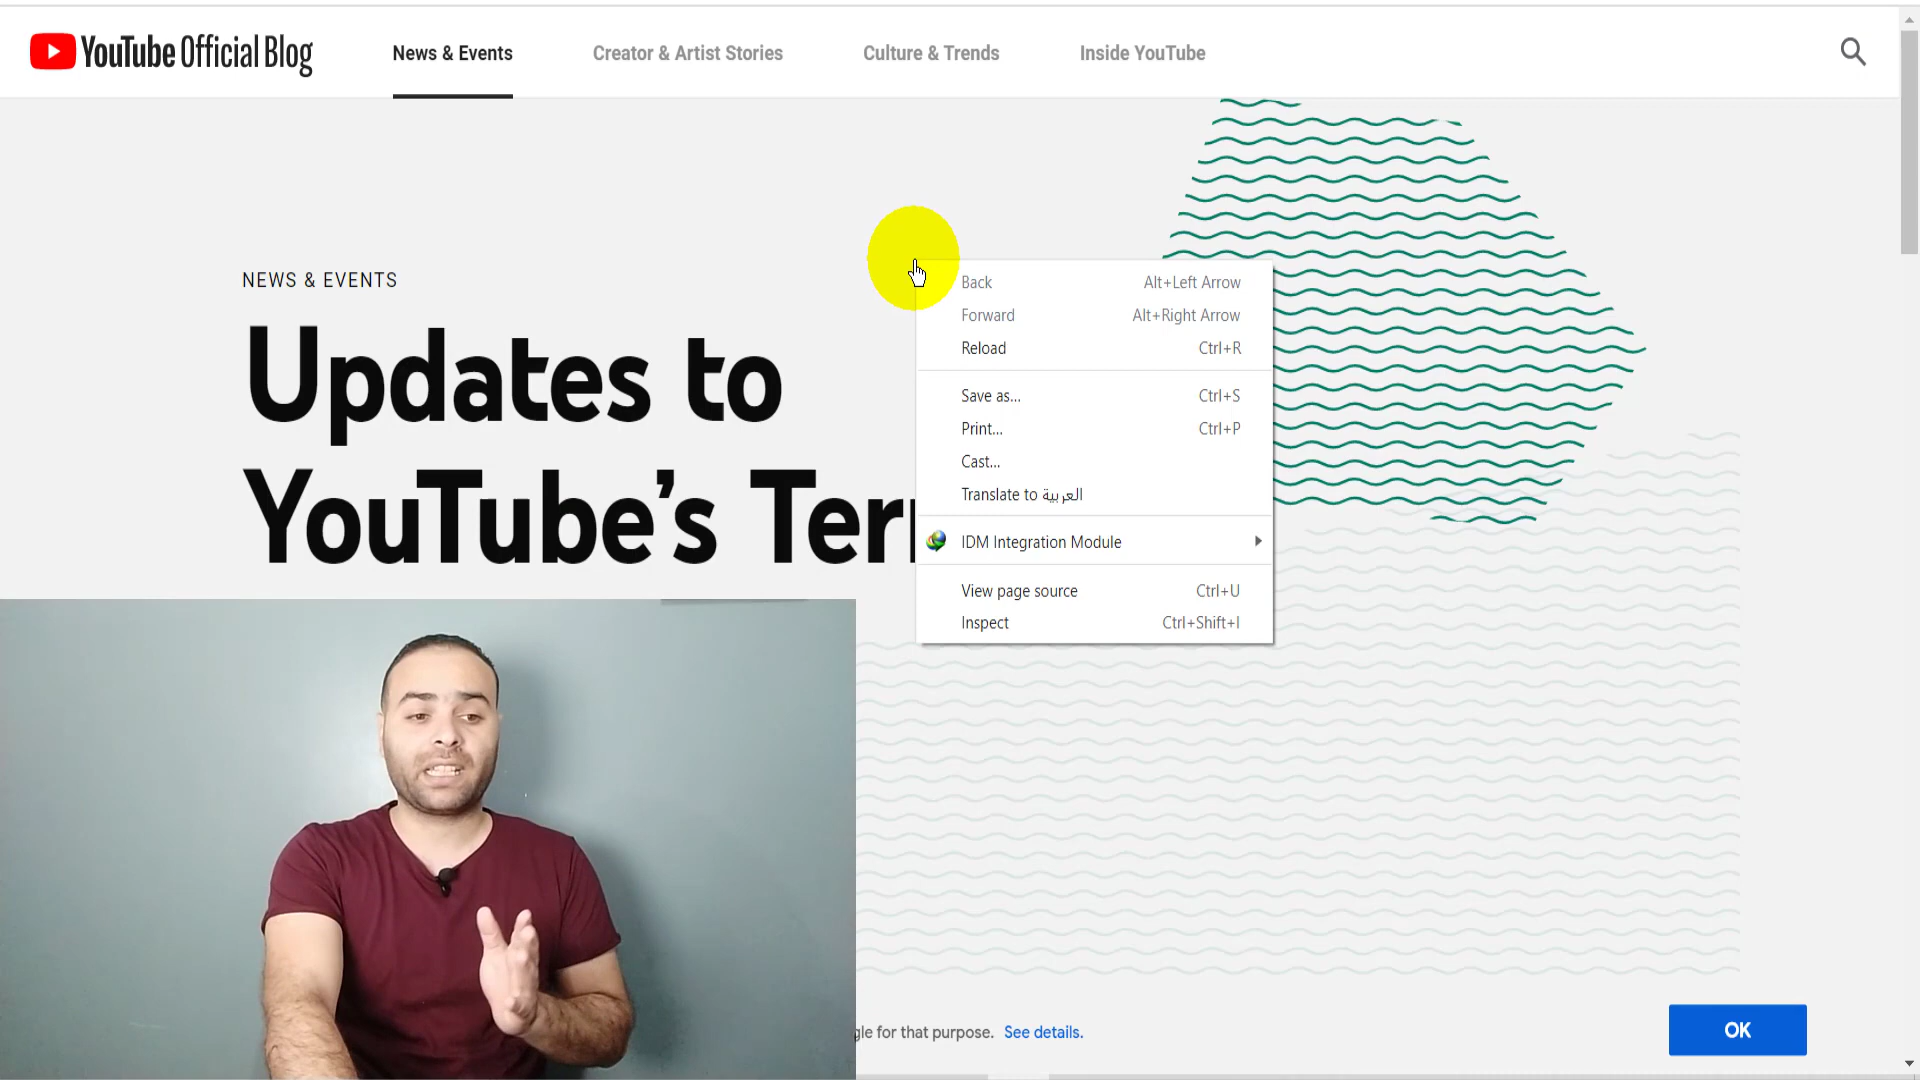 YouTube Official Blog
News & Events
Creator & Artist Stories
Culture & Trends
Inside YouTube
NEWS & EVENTS
Updates to
YouTube's
Back Alt+Left Arrow
Forward Alt+Right Arrow
Reload Ctrl+R
Save as... Ctrl+S
Print... Ctrl+P
Cast...
Translate to العربية
IDM Integration Module
View page source Ctrl+U
Inspect Ctrl+Shift+I
for that purpose. See details.
OK